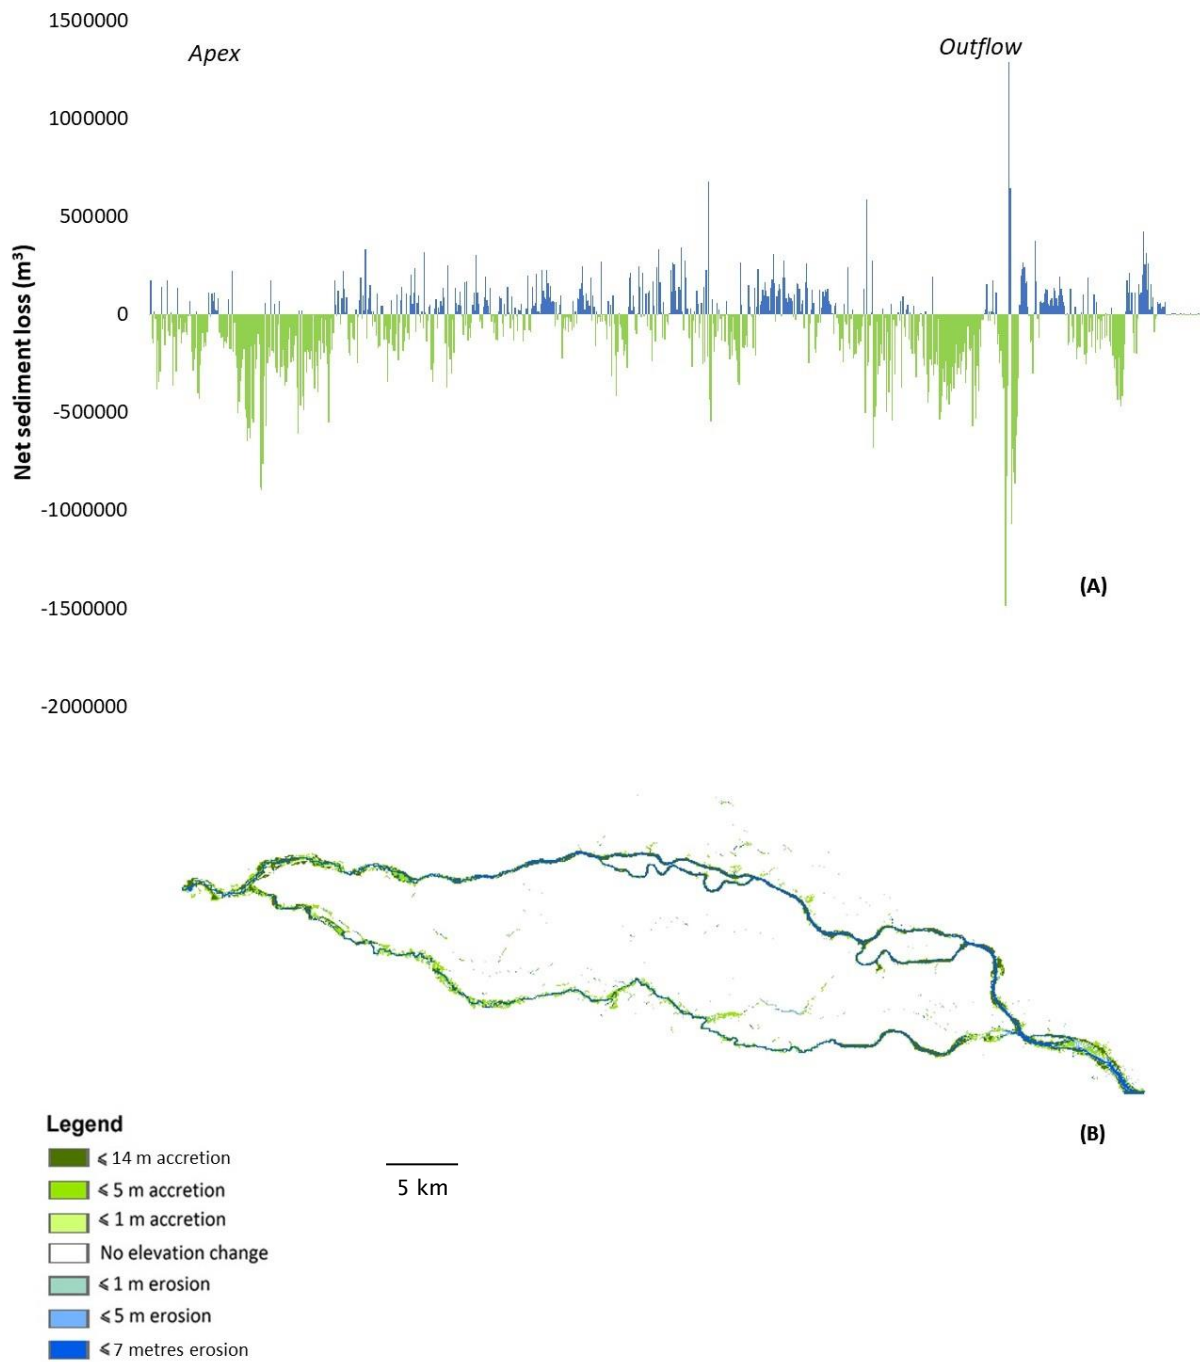 1500000
Apex
Outflow
1000000
500000
Net sediment loss (m³)
0
-500000
-1000000
(A)
-1500000
-2000000
(B)
Legend
⩽ 14 m accretion
⩽ 5 m accretion
⩽ 1 m accretion
No elevation change
⩽ 1 m erosion
⩽ 5 m erosion
⩽ 7 metres erosion
5 km